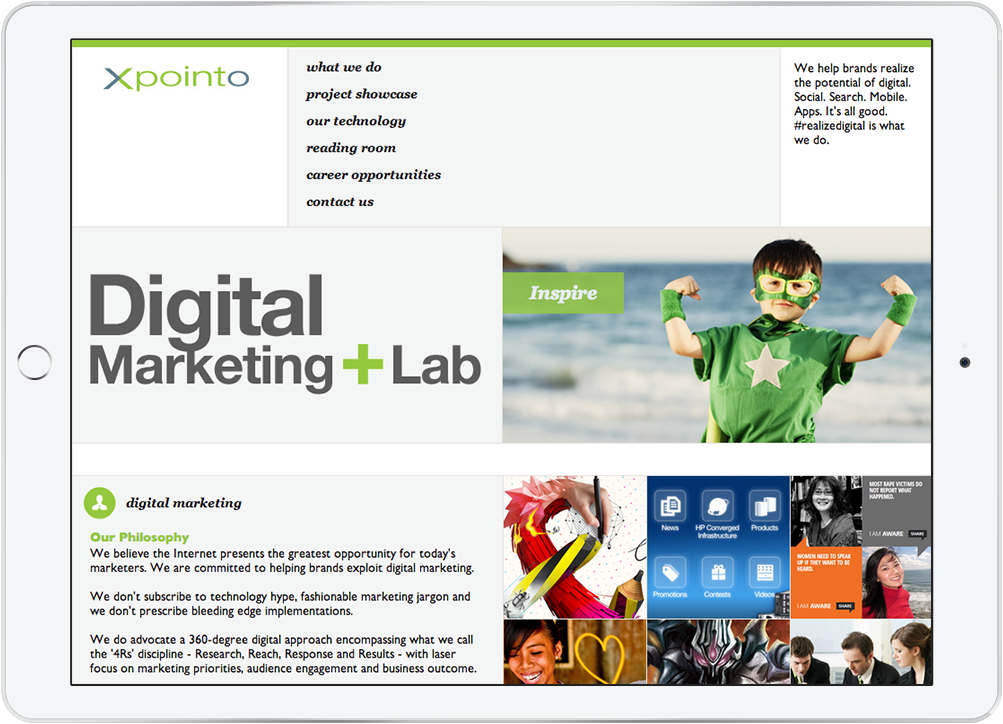 xpointo
what we do
project showcase
our technology
reading room
career opportunities
contact us
We help brands realize
the potential of digital.
Social. Search. Mobile.
Apps. It's all good.
#realizedigital is what
we do.
Digital
Marketing + Lab
Inspire
digital marketing
Our Philosophy
We believe the Internet presents the greatest opportunity for today's
marketers. We are committed to helping brands exploit digital marketing.
We don't subscribe to technology hype, fashionable marketing jargon and
we don't prescribe bleeding edge implementations.
We do advocate a 360-degree digital approach encompassing what we call
the '4Rs' discipline - Research, Reach, Response and Results - with laser
focus on marketing priorities, audience engagement and business outcome.
News
HP Converged
Infrastructure
Products
Promotions
Contests
Videos
MOST RAPE VICTIMS DO
NOT REPORT WHAT
HAPPENED.
I AM AWARE SHARE
WOMEN NEED TO SPEAK
UP IF THEY WANT TO BE
HEARD.
I AM AWARE SHARE